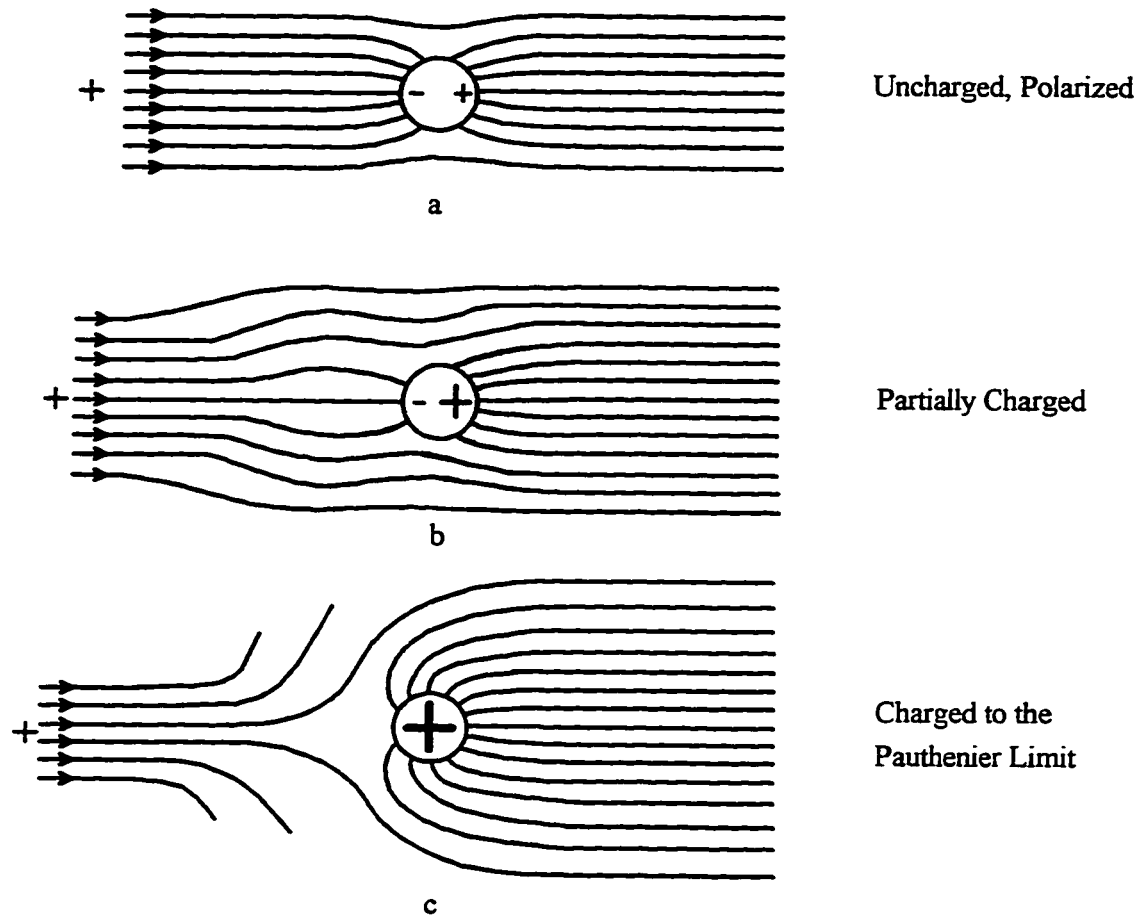 + - + Uncharged, Polarized
a
+ - + Partially Charged
b
+ + Charged to the
Pauthenier Limit
c